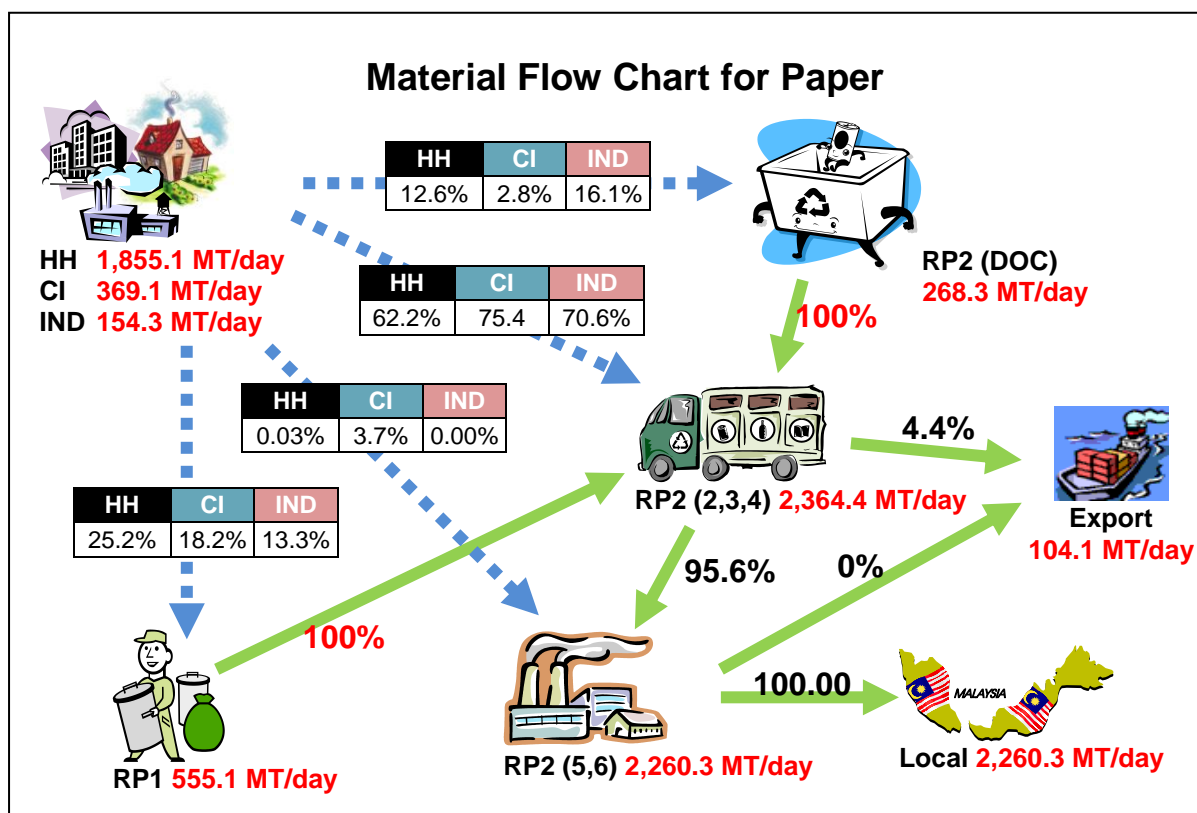 Material Flow Chart for Paper
HH CI IND
12.6% 2.8% 16.1%
HH 1,855.1 MT/day
CI 369.1 MT/day
IND 154.3 MT/day
RP2 (DOC)
268.3 MT/day
HH CI IND
62.2% 75.4 70.6%
100%
HH CI IND
0.03% 3.7% 0.00%
4.4%
RP2 (2,3,4) 2,364.4 MT/day
Export
104.1 MT/day
HH CI IND
25.2% 18.2% 13.3%
95.6%
0%
100%
100.00
MALAYSIA
RP1 555.1 MT/day
RP2 (5,6) 2,260.3 MT/day
Local 2,260.3 MT/day